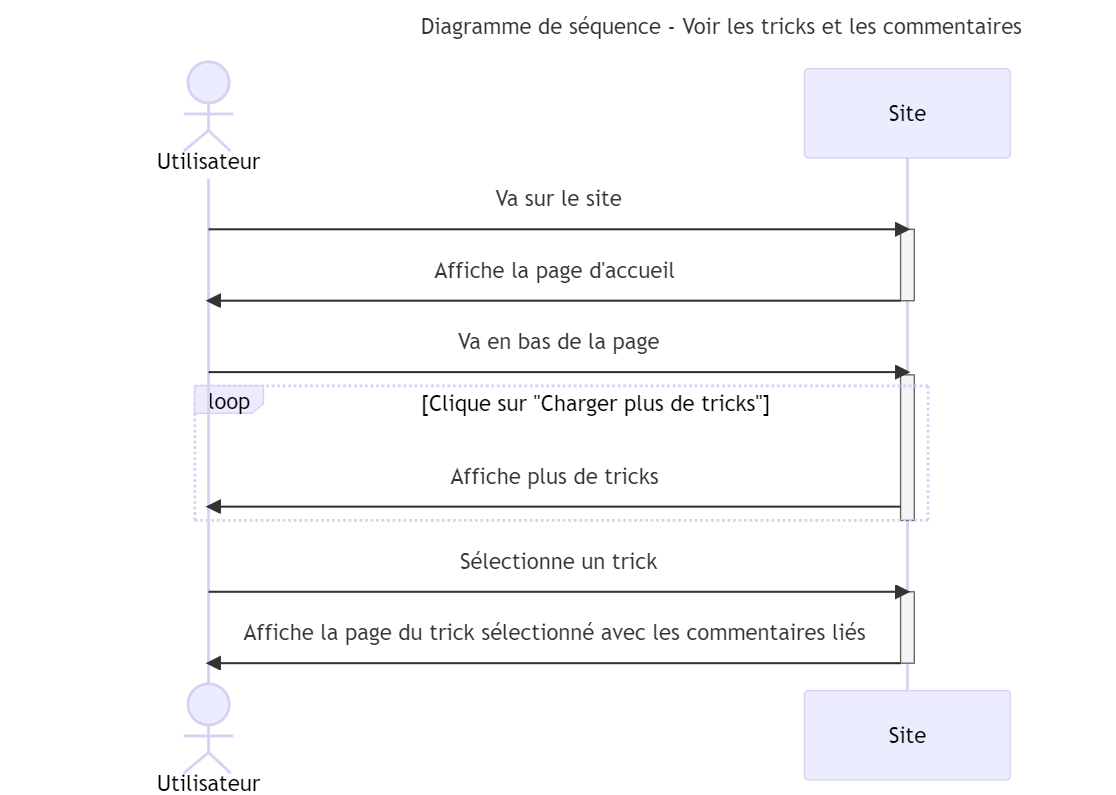 Diagramme de séquence - Voir les tricks et les commentaires
Utilisateur
Site
Va sur le site
Affiche la page d'accueil
Va en bas de la page
loop
[Clique sur "Charger plus de tricks"]
Affiche plus de tricks
Sélectionne un trick
Affiche la page du trick sélectionné avec les commentaires liés
Utilisateur
Site